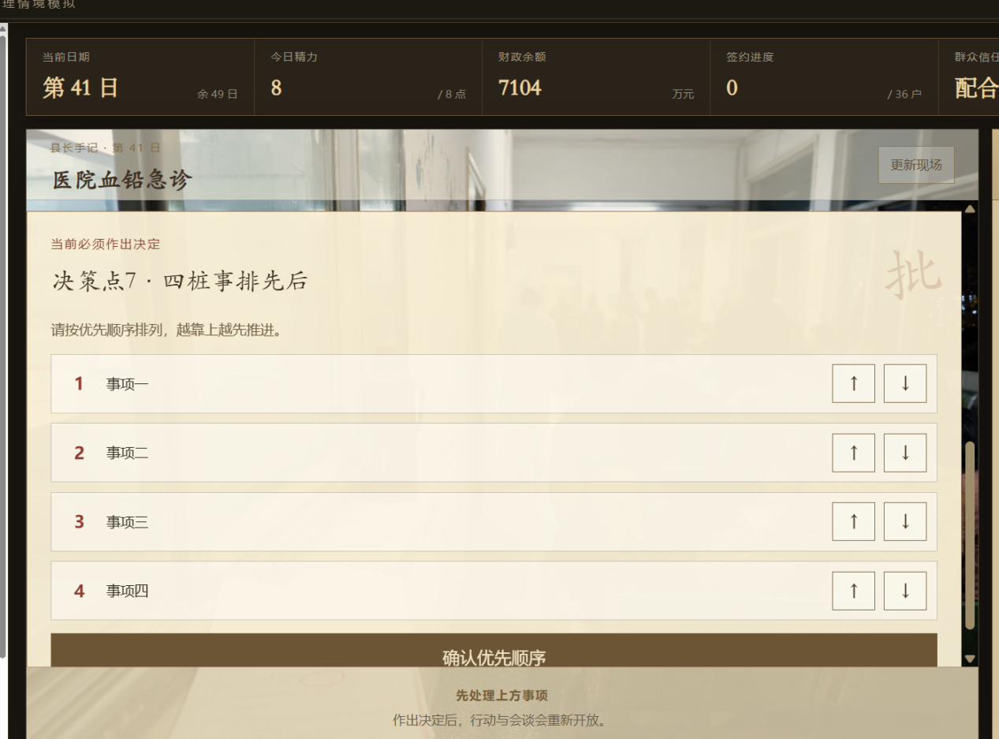 理情境模拟
当前日期
第 41 日
余 49 日
今日精力
8
/ 8 点
财政余额
7104
万元
签约进度
0
/ 36 户
群众信任
配合
县长手记 · 第 41 日
医院血铅急诊
更新现场
当前必须作出决定
决策点7 · 四桩事排先后
批
请按优先顺序排列，越靠上越先推进。
1 事项一 ↑ ↓
2 事项二 ↑ ↓
3 事项三 ↑ ↓
4 事项四 ↑ ↓
确认优先顺序
先处理上方事项
作出决定后，行动与会谈会重新开放。